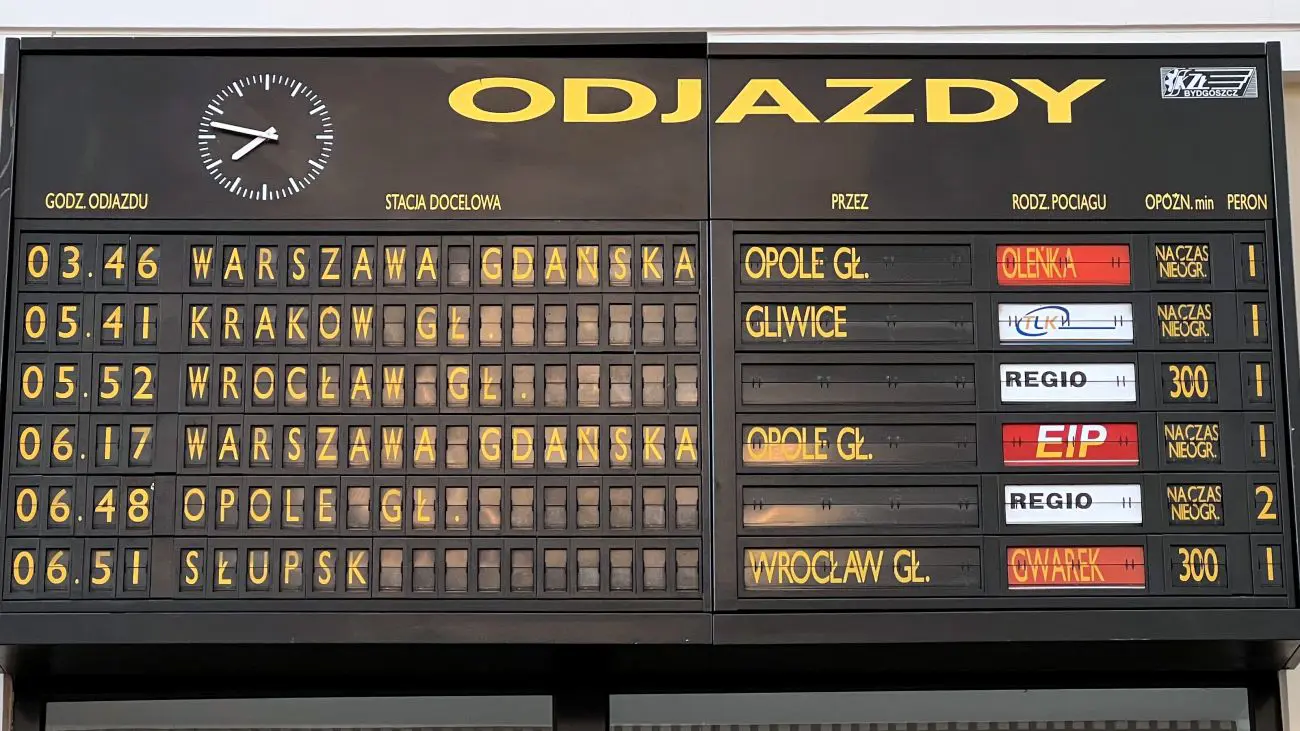 ODJAZDY
KZŁ
BYDGOSZCZ
GODZ. ODJAZDU STACJA DOCELOWA PRZEZ RODZ. POCIĄGU OPÓŹN. min PERON
03.46 WARSZAWA GDAŃSKA OPOLE GŁ. OLEŃKA NA CZAS NIEOGR. 1
05.41 KRAKÓW GŁ. GLIWICE TLK NA CZAS NIEOGR. 1
05.52 WROCŁAW GŁ. REGIO 300 1
06.17 WARSZAWA GDAŃSKA OPOLE GŁ. EIP NA CZAS NIEOGR. 1
06.48 OPOLE GŁ. REGIO NA CZAS NIEOGR. 2
06.51 SŁUPSK WROCŁAW GŁ. GWAREK 300 1